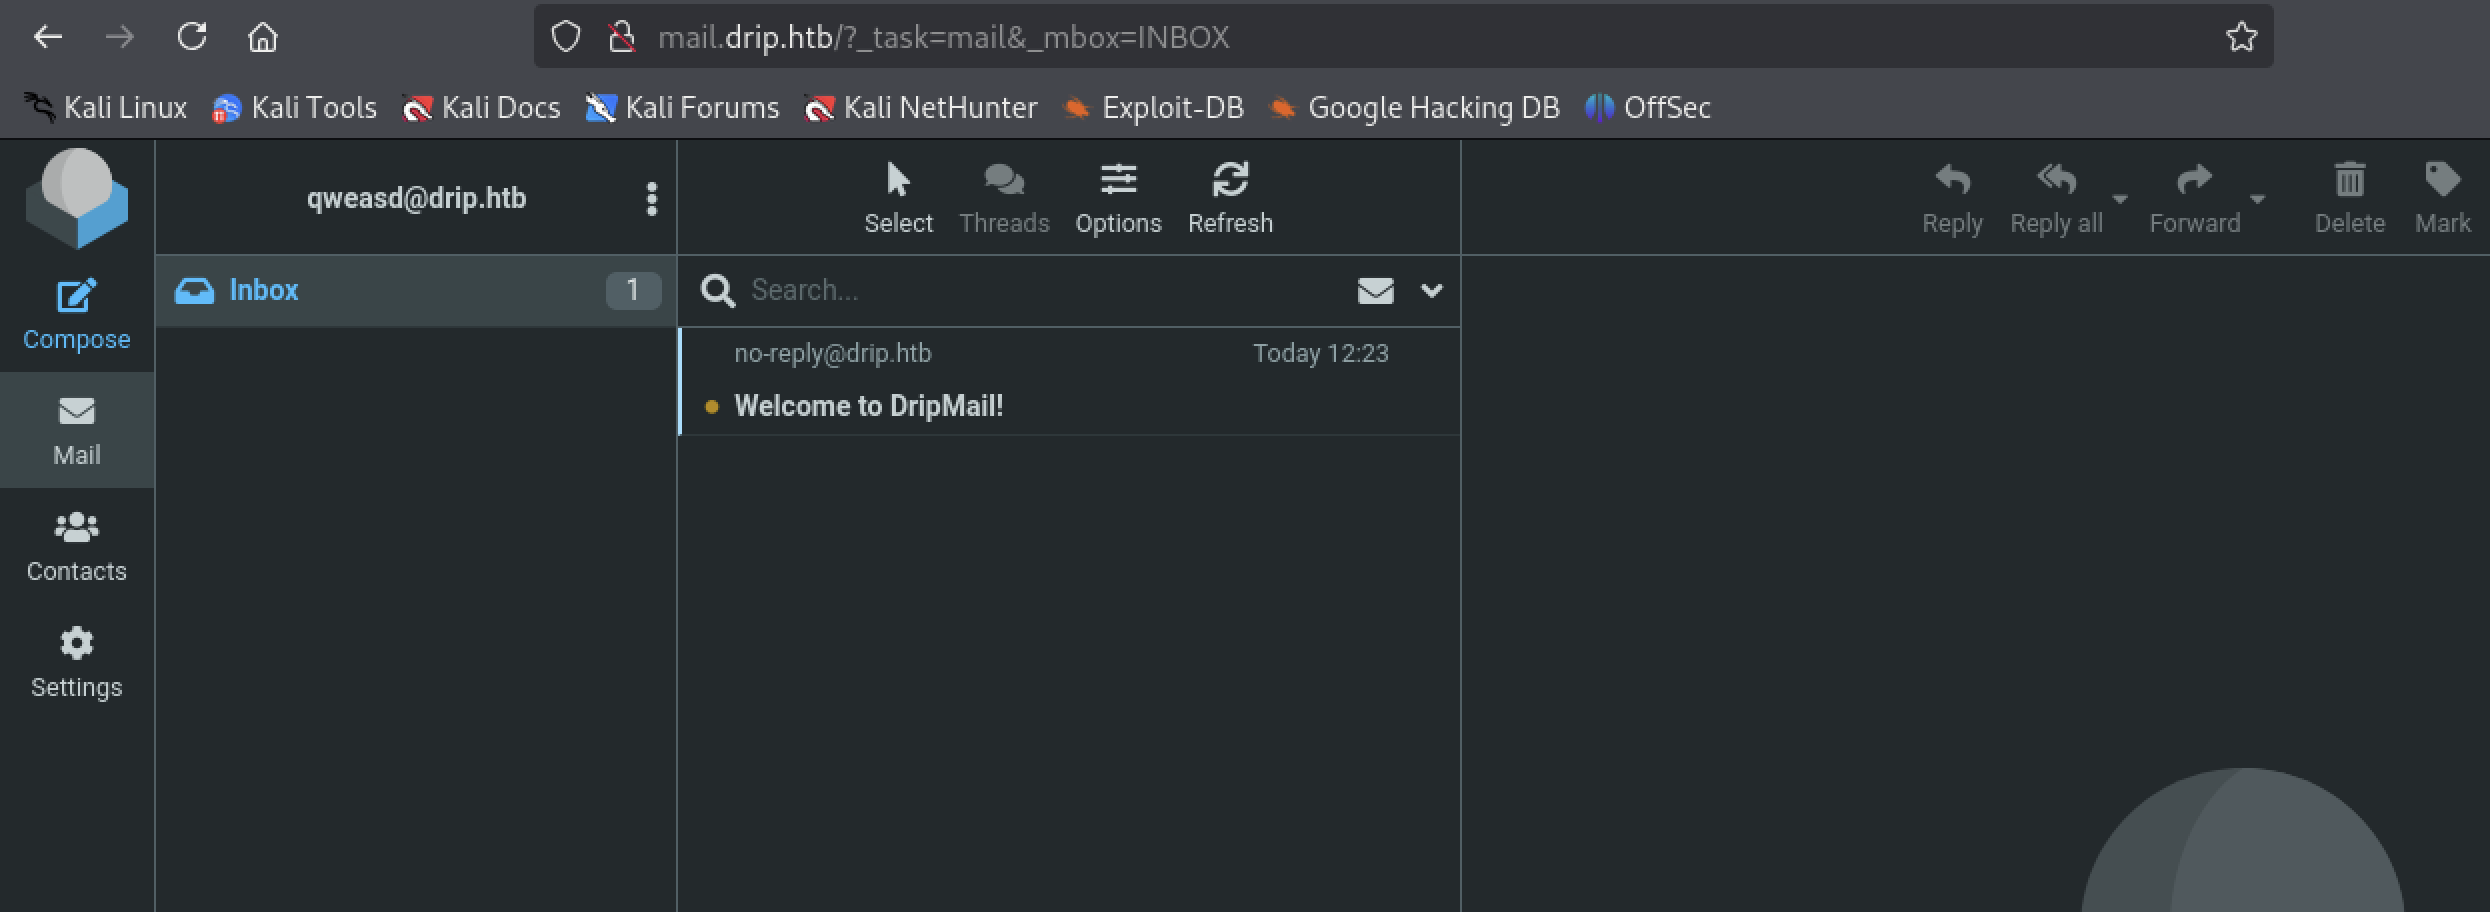 mail.drip.htb/?_task=mail&_mbox=INBOX
Kali Linux Kali Tools Kali Docs Kali Forums Kali NetHunter Exploit-DB Google Hacking DB OffSec
qweasd@drip.htb
Select Threads Options Refresh
Reply Reply all Forward Delete Mark
Compose
Mail
Contacts
Settings
Inbox 1
Search...
no-reply@drip.htb Today 12:23
Welcome to DripMail!